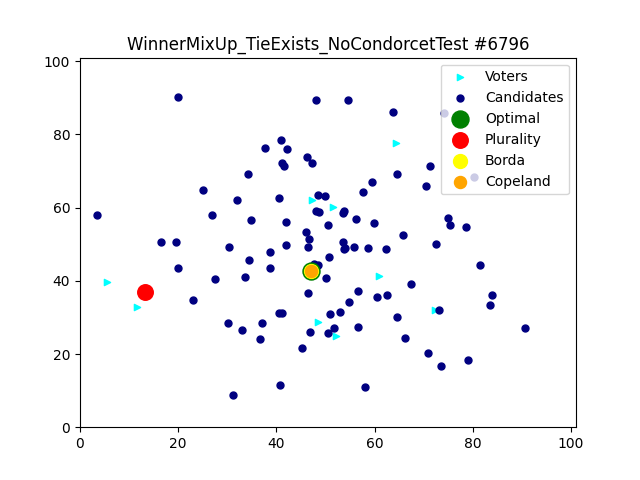 WinnerMixUp_TieExists_NoCondorcetTest #6796
Voters
Candidates
Optimal
Plurality
Borda
Copeland
100
80
60
40
20
0
0 20 40 60 80 100